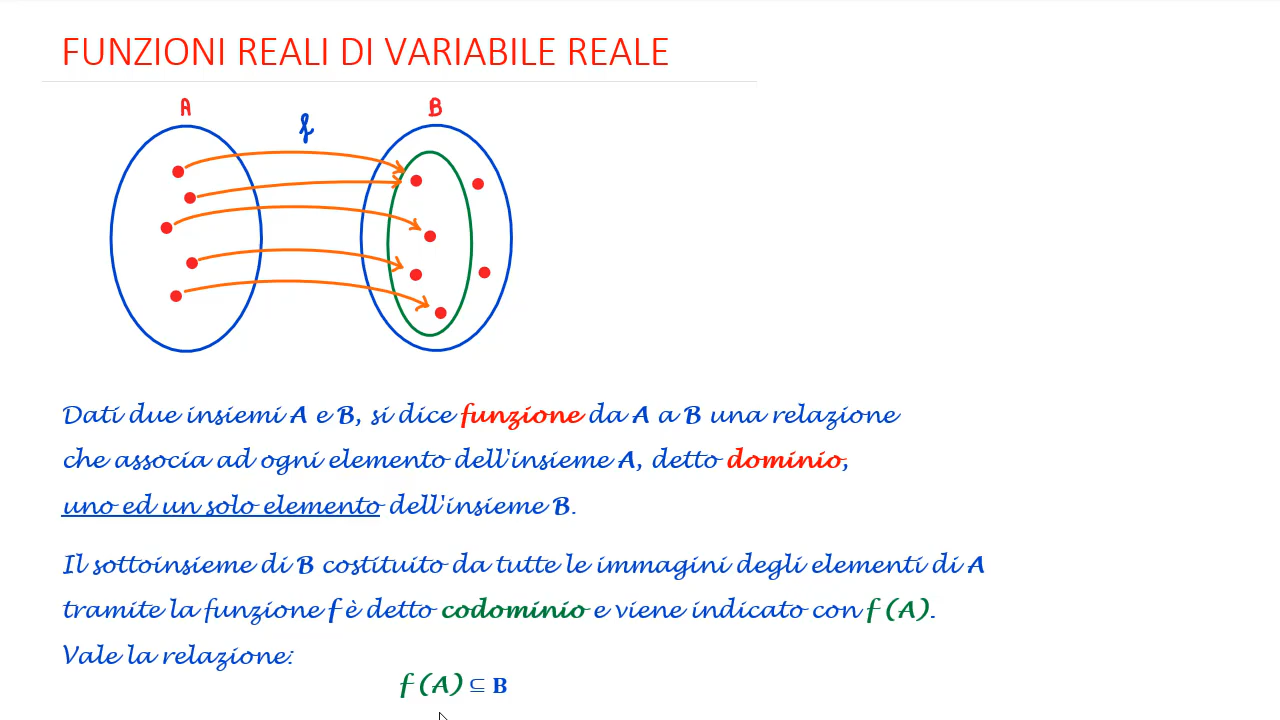 FUNZIONI REALI DI VARIABILE REALE
A
f
B
Dati due insiemi A e B, si dice funzione da A a B una relazione
che associa ad ogni elemento dell'insieme A, detto dominio,
uno ed un solo elemento dell'insieme B.
Il sottoinsieme di B costituito da tutte le immagini degli elementi di A
tramite la funzione f è detto codominio e viene indicato con f (A).
Vale la relazione:
f (A) ⊆ B